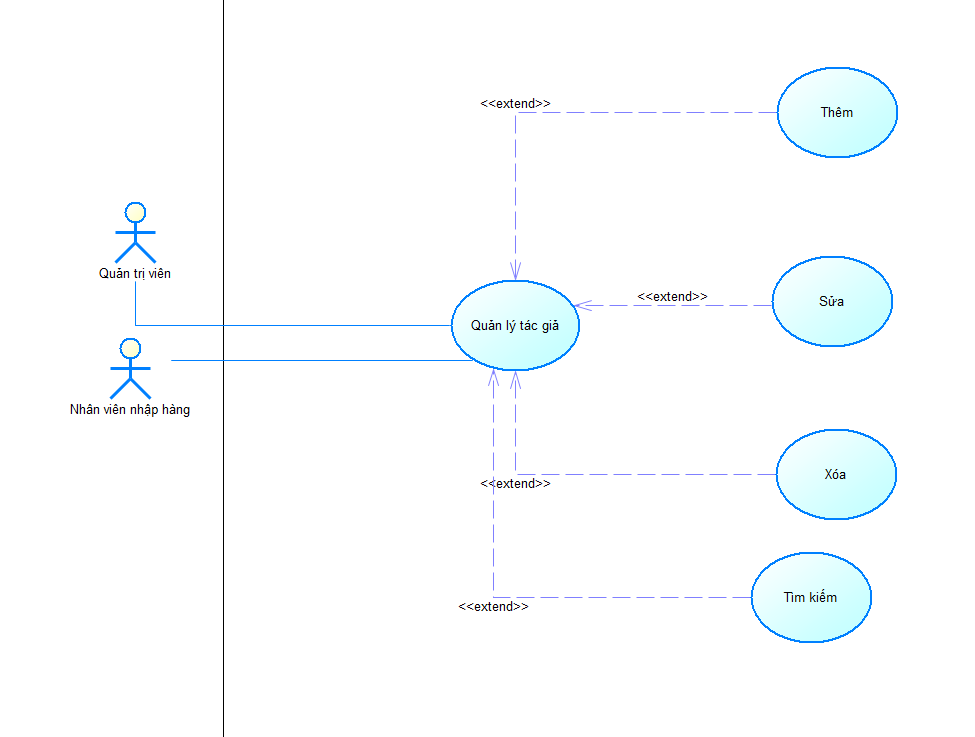 <<extend>>
Thêm
Quản trị viên
<<extend>>
Sửa
Quản lý tác giả
Nhân viên nhập hàng
<<extend>>
Xóa
<<extend>>
Tìm kiếm